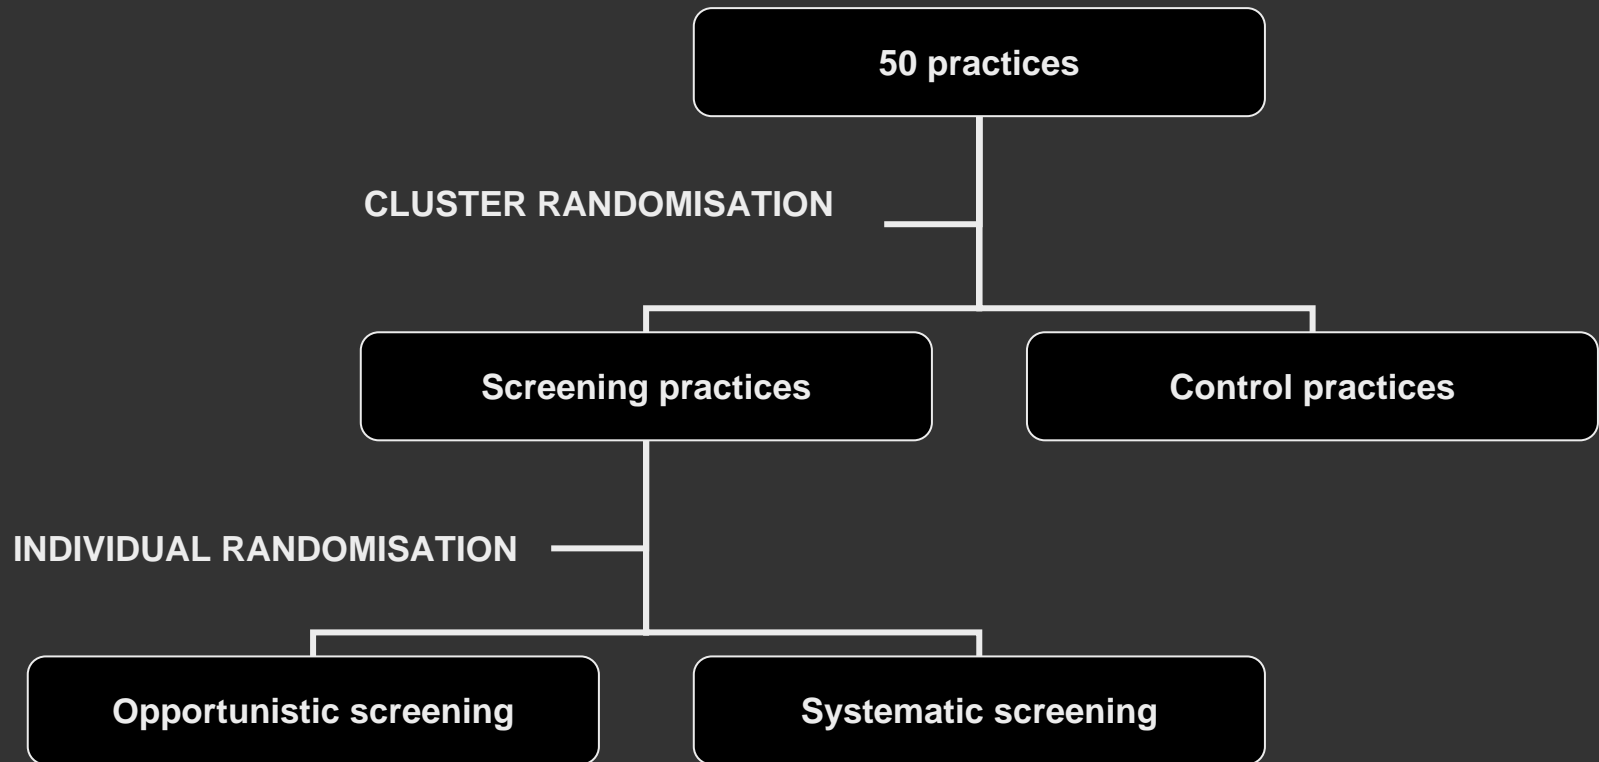 50 practices
CLUSTER RANDOMISATION
Screening practices
Control practices
INDIVIDUAL RANDOMISATION
Opportunistic screening
Systematic screening